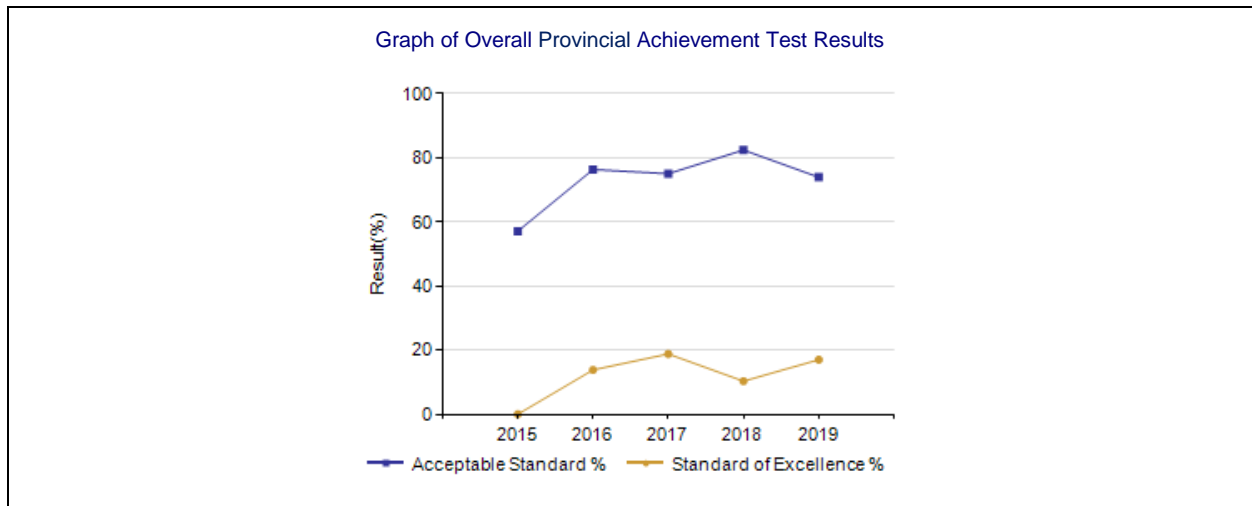 Graph of Overall Provincial Achievement Test Results
100
80
60
40
20
0
Result(%)
2015 2016 2017 2018 2019
Acceptable Standard % Standard of Excellence %